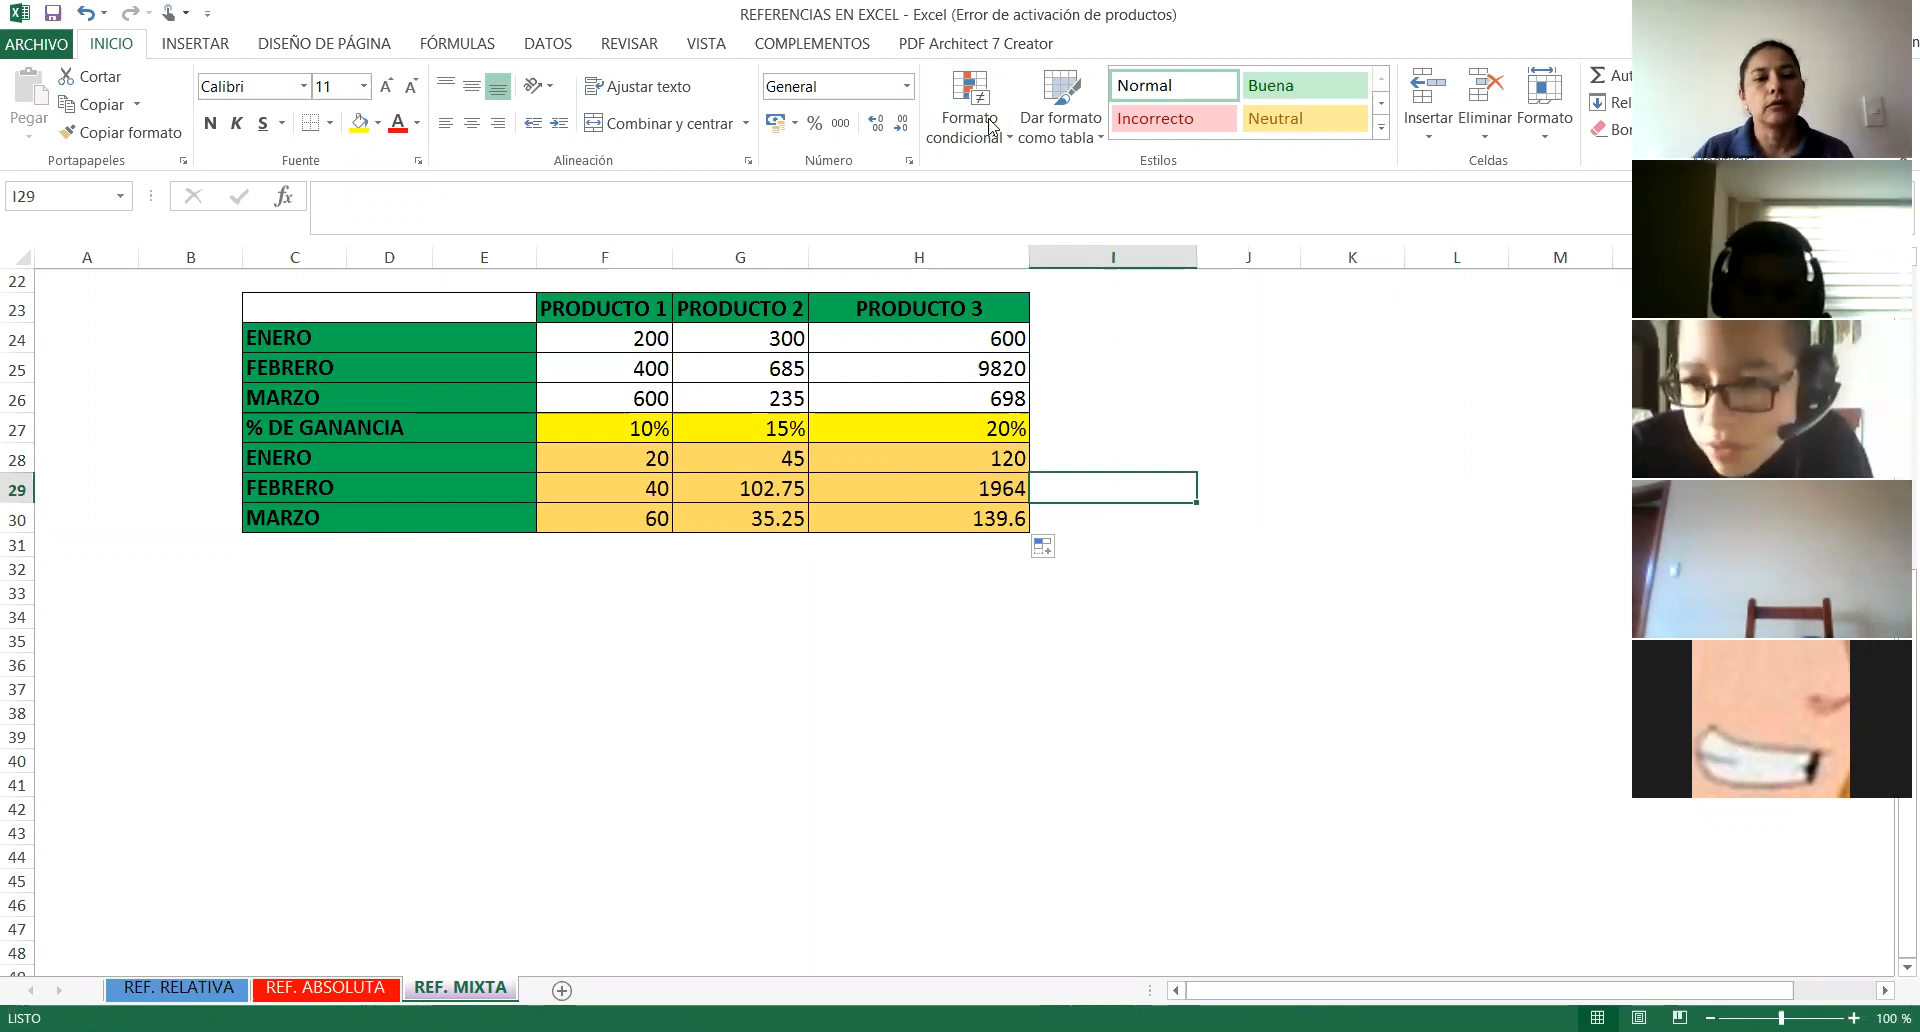 REFERENCIAS EN EXCEL - Excel (Error de activación de productos)
ARCHIVO INICIO INSERTAR DISEÑO DE PÁGINA FÓRMULAS DATOS REVISAR VISTA COMPLEMENTOS PDF Architect 7 Creator
Pegar
Cortar
Copiar
Copiar formato
Portapapeles
Calibri 11
N K S A
Fuente
Ajustar texto
Combinar y centrar
Alineación
General
% 000
Número
Formato condicional
Dar formato como tabla
Normal Buena
Incorrecto Neutral
Estilos
Insertar Eliminar Formato
Celdas
I29
fx
A B C D E F G H I J K L M
22
23 PRODUCTO 1 PRODUCTO 2 PRODUCTO 3
24 ENERO 200 300 600
25 FEBRERO 400 685 9820
26 MARZO 600 235 698
27 % DE GANANCIA 10% 15% 20%
28 ENERO 20 45 120
29 FEBRERO 40 102.75 1964
30 MARZO 60 35.25 139.6
31
32
33
34
35
36
37
38
39
40
41
42
43
44
45
46
47
48
REF. RELATIVA REF. ABSOLUTA REF. MIXTA
LISTO 100 %